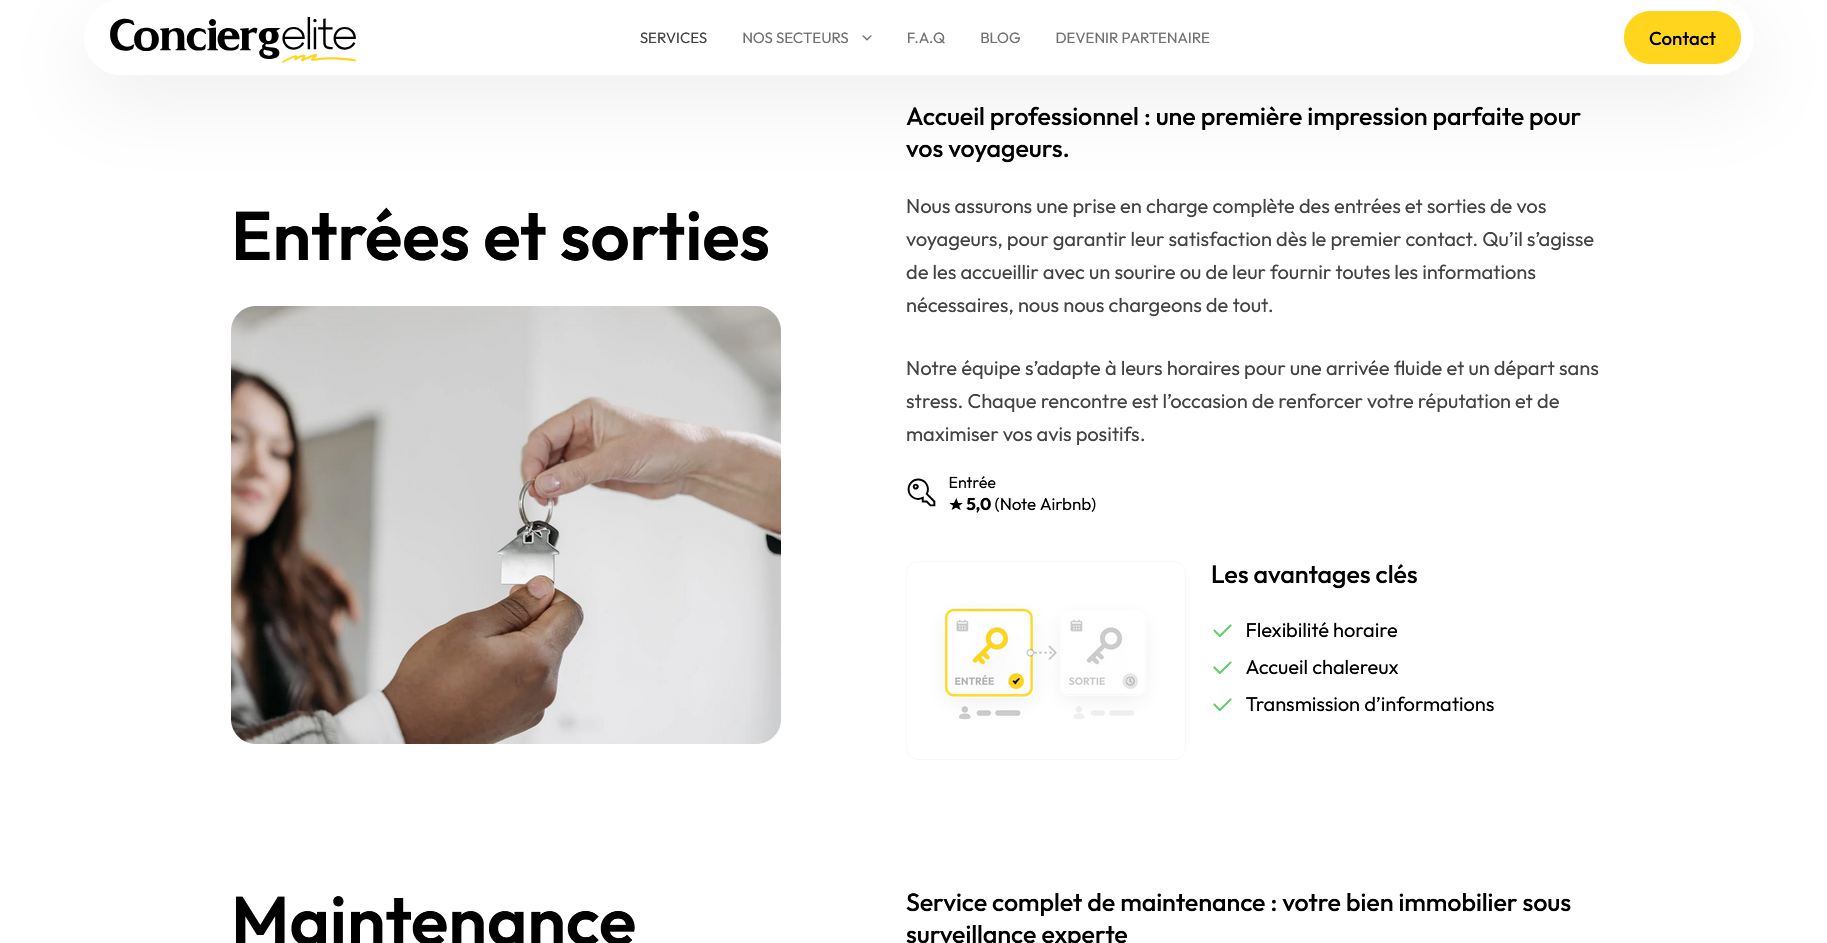 Conciergelite
SERVICES
NOS SECTEURS
F.A.Q
BLOG
DEVENIR PARTENAIRE
Contact
Entrées et sorties
Accueil professionnel : une première impression parfaite pour
vos voyageurs.
Nous assurons une prise en charge complète des entrées et sorties de vos
voyageurs, pour garantir leur satisfaction dès le premier contact. Qu’il s’agisse
de les accueillir avec un sourire ou de leur fournir toutes les informations
nécessaires, nous nous chargeons de tout.
Notre équipe s’adapte à leurs horaires pour une arrivée fluide et un départ sans
stress. Chaque rencontre est l’occasion de renforcer votre réputation et de
maximiser vos avis positifs.
Entrée
★ 5,0 (Note Airbnb)
ENTRÉE
SORTIE
Les avantages clés
Flexibilité horaire
Accueil chalereux
Transmission d’informations
Maintenance
Service complet de maintenance : votre bien immobilier sous
surveillance experte